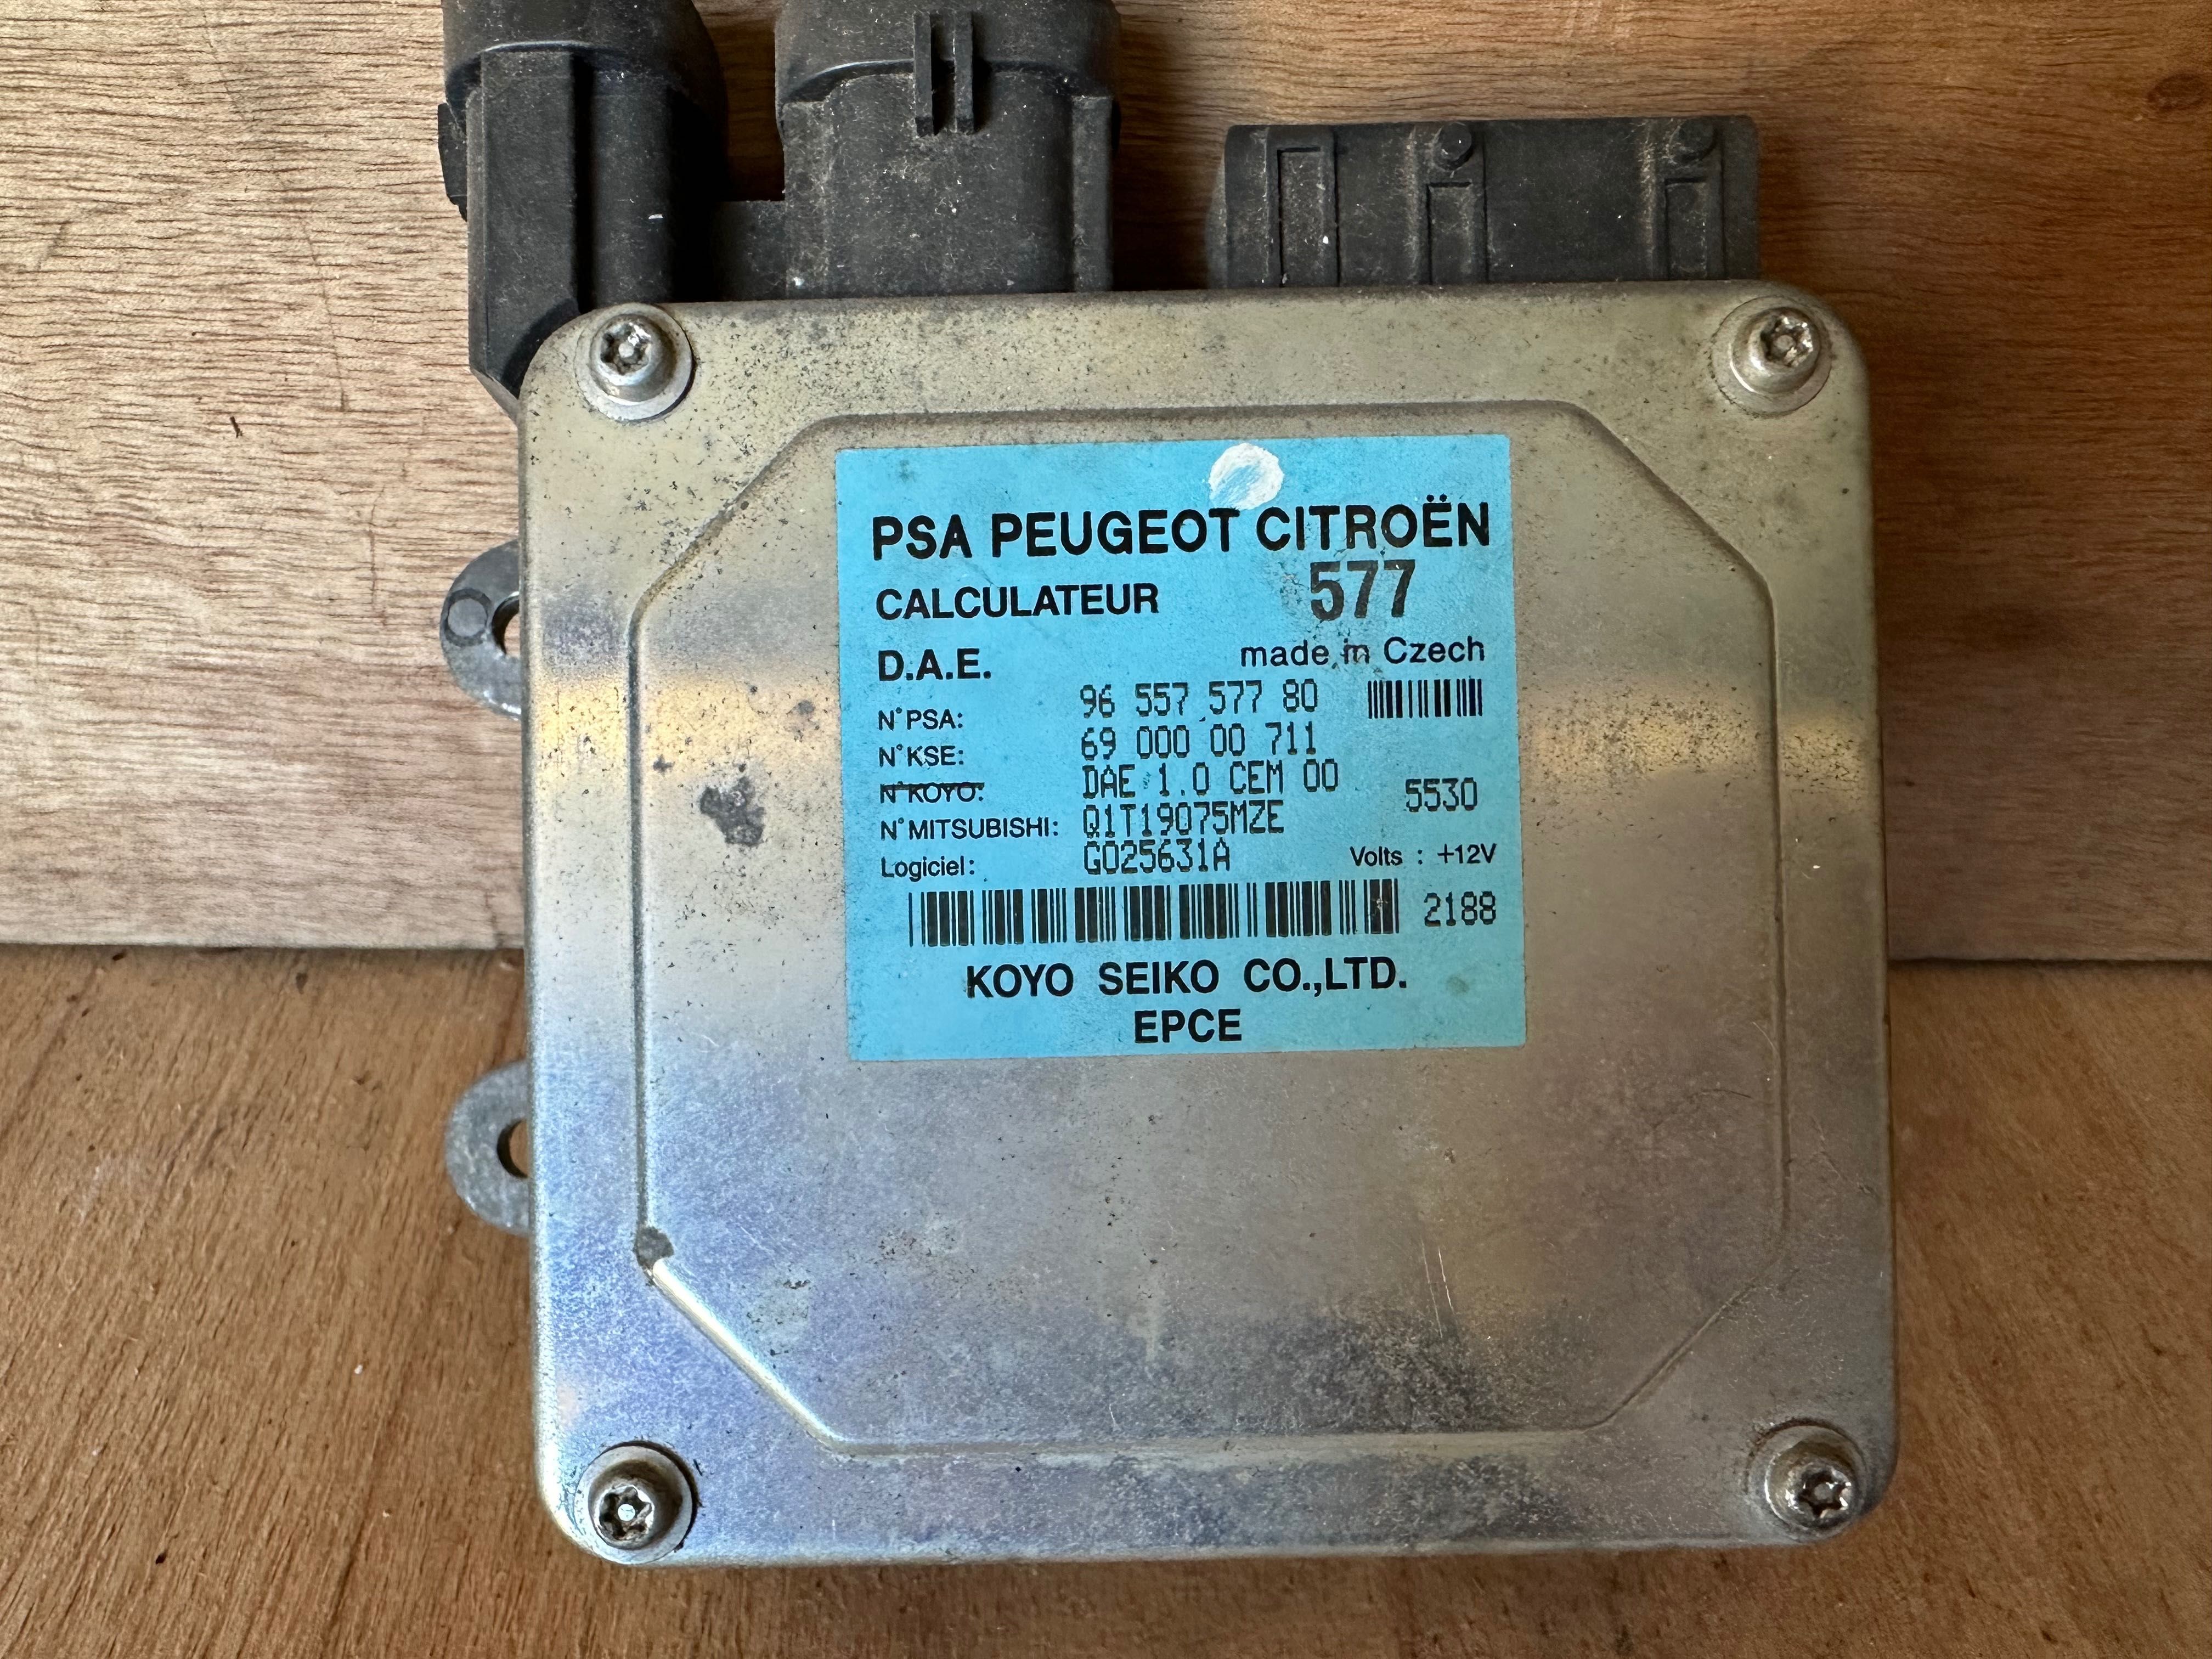 PSA PEUGEOT CITROËN
CALCULATEUR 577
D.A.E. made in Czech
N°PSA: 96 557 577 80
N°KSE: 69 000 00 711
N°KOYO: DAE 1.0 CEM 00 5530
N°MITSUBISHI: Q1T19075MZE
Logiciel: G025631A Volts : +12V
2188
KOYO SEIKO CO.,LTD.
EPCE